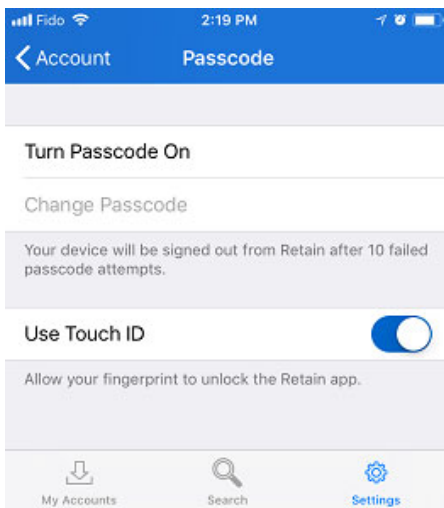 Fido 2:19 PM
Account Passcode
Turn Passcode On
Change Passcode
Your device will be signed out from Retain after 10 failed
passcode attempts.
Use Touch ID
Allow your fingerprint to unlock the Retain app.
My Accounts Search Settings